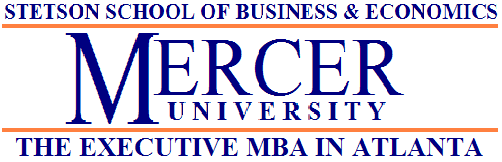 STETSON SCHOOL OF BUSINESS & ECONOMICS
MERCER
UNIVERSITY
THE EXECUTIVE MBA IN ATLANTA